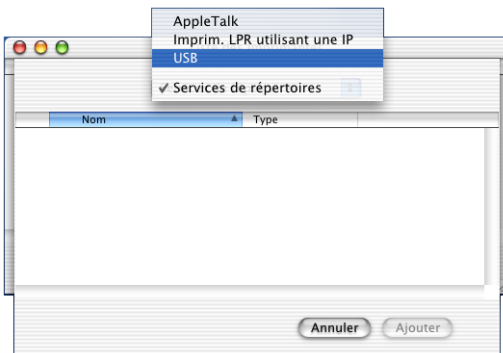 AppleTalk
Imprim. LPR utilisant une IP
USB
✓ Services de répertoires
Nom Type
Annuler Ajouter